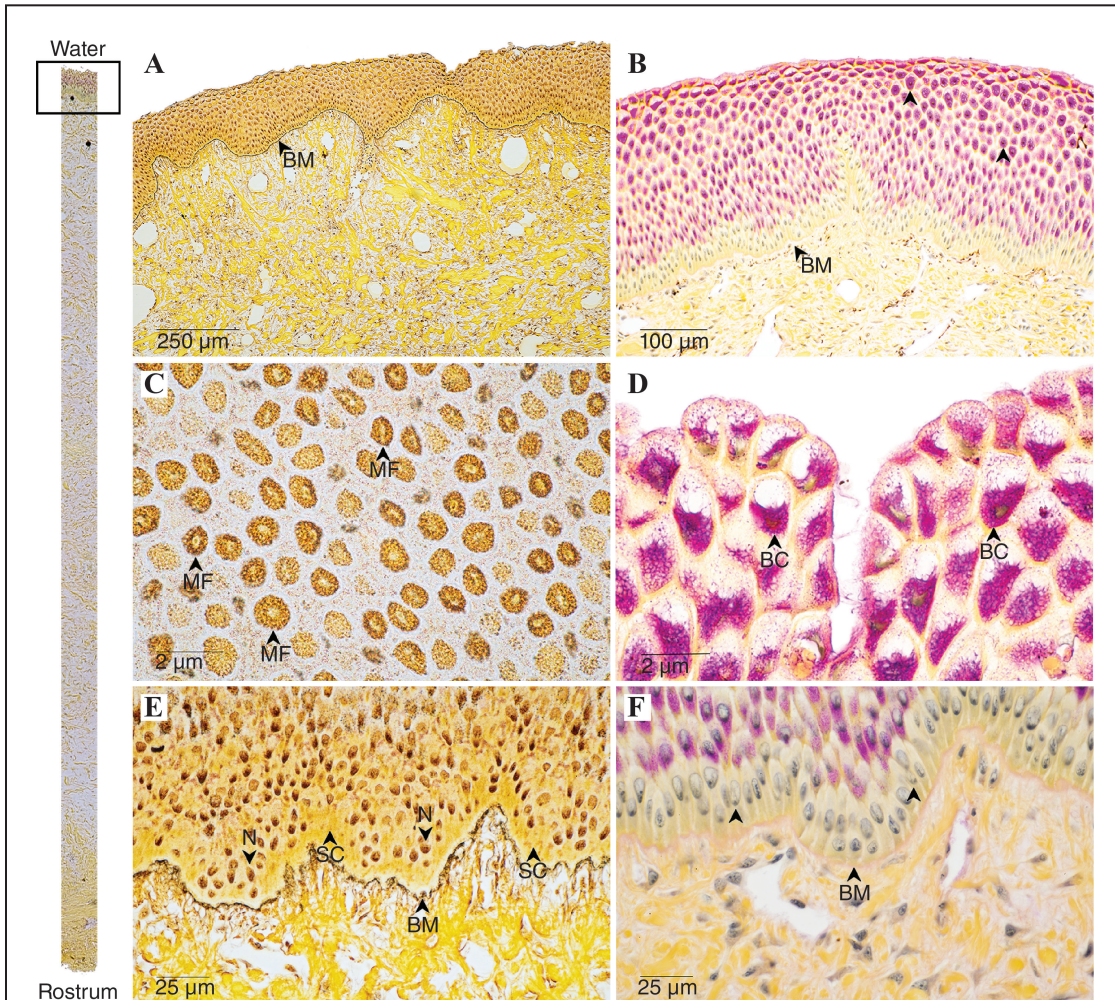 Water
A
BM
250 µm
B
BM
100 µm
C
MF
MF
MF
2 µm
D
BC
BC
2 µm
E
N
N
SC
SC
BM
25 µm
F
BM
25 µm
Rostrum